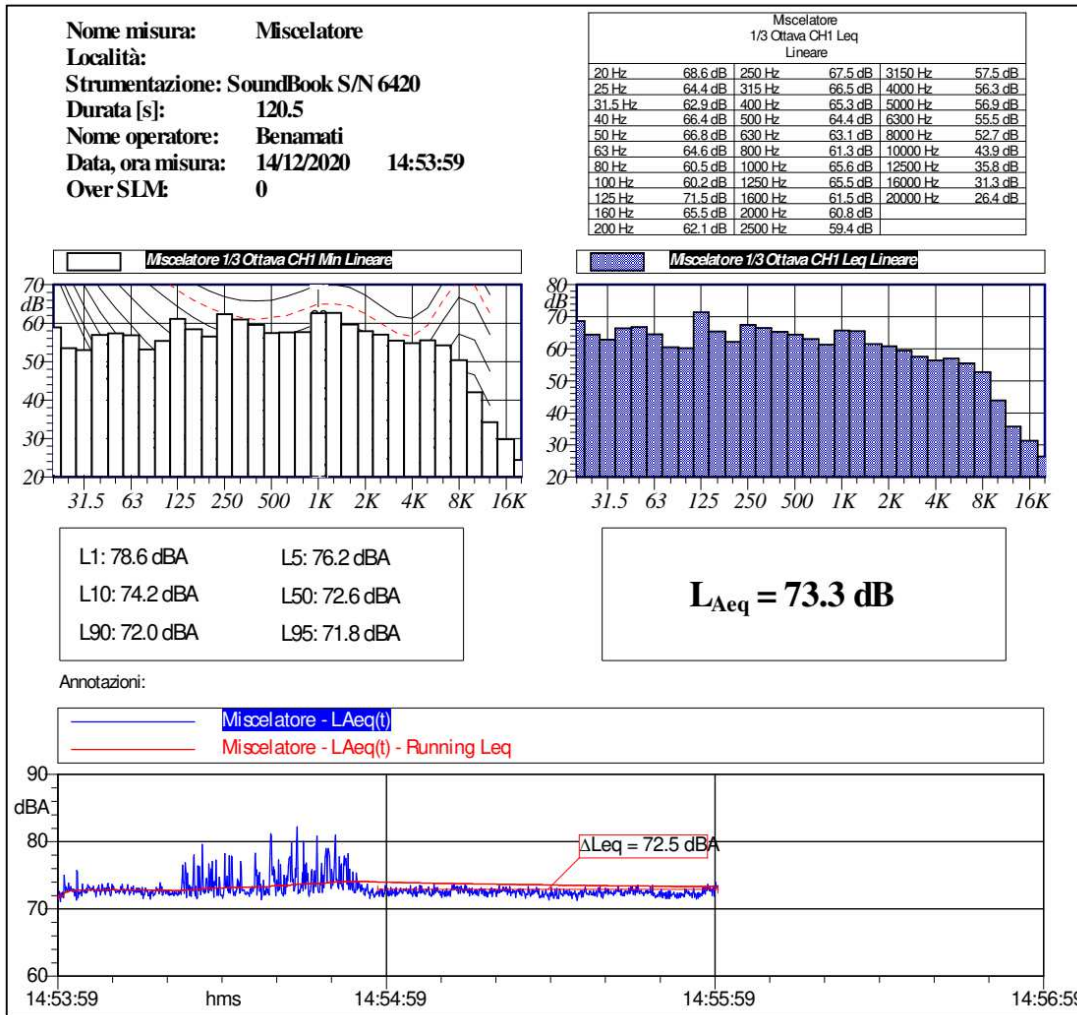 Nome misura: Miscelatore
Località:
Strumentazione: SoundBook S/N 6420
Durata [s]: 120.5
Nome operatore: Benamati
Data, ora misura: 14/12/2020 14:53:59
Over SLM: 0
Mscelatore
1/3 Ottava CH1 Leq
Lineare
20 Hz 68.6 dB 250 Hz 67.5 dB 3150 Hz 57.5 dB
25 Hz 64.4 dB 315 Hz 66.5 dB 4000 Hz 56.3 dB
31.5 Hz 62.9 dB 400 Hz 65.3 dB 5000 Hz 56.9 dB
40 Hz 66.4 dB 500 Hz 64.4 dB 6300 Hz 55.5 dB
50 Hz 66.8 dB 630 Hz 63.1 dB 8000 Hz 52.7 dB
63 Hz 64.6 dB 800 Hz 61.3 dB 10000 Hz 43.9 dB
80 Hz 60.5 dB 1000 Hz 65.6 dB 12500 Hz 35.8 dB
100 Hz 60.2 dB 1250 Hz 65.5 dB 16000 Hz 31.3 dB
125 Hz 71.5 dB 1600 Hz 61.5 dB 20000 Hz 26.4 dB
160 Hz 65.5 dB 2000 Hz 60.8 dB
200 Hz 62.1 dB 2500 Hz 59.4 dB
Miscelatore 1/3 Ottava CH1 Min Lineare
70
dB
60
50
40
30
20
31.5 63 125 250 500 1K 2K 4K 8K 16K
Miscelatore 1/3 Ottava CH1 Leq Lineare
80
dB
70
60
50
40
30
20
31.5 63 125 250 500 1K 2K 4K 8K 16K
L1: 78.6 dBA L5: 76.2 dBA
L10: 74.2 dBA L50: 72.6 dBA
L90: 72.0 dBA L95: 71.8 dBA
LAeq = 73.3 dB
Annotazioni:
Miscelatore - LAeq(t)
Miscelatore - LAeq(t) - Running Leq
90
dBA
80
70
60
ΔLeq = 72.5 dBA
14:53:59 hms 14:54:59 14:55:59 14:56:59